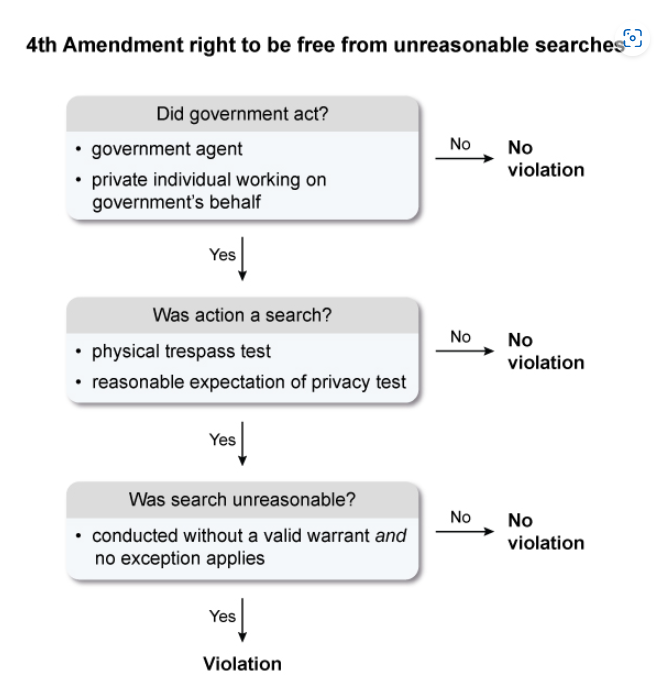 4th Amendment right to be free from unreasonable searches
Did government act?
• government agent
• private individual working on
government's behalf
No
No
violation
Yes
Was action a search?
• physical trespass test
• reasonable expectation of privacy test
No
No
violation
Yes
Was search unreasonable?
• conducted without a valid warrant and
no exception applies
No
No
violation
Yes
Violation